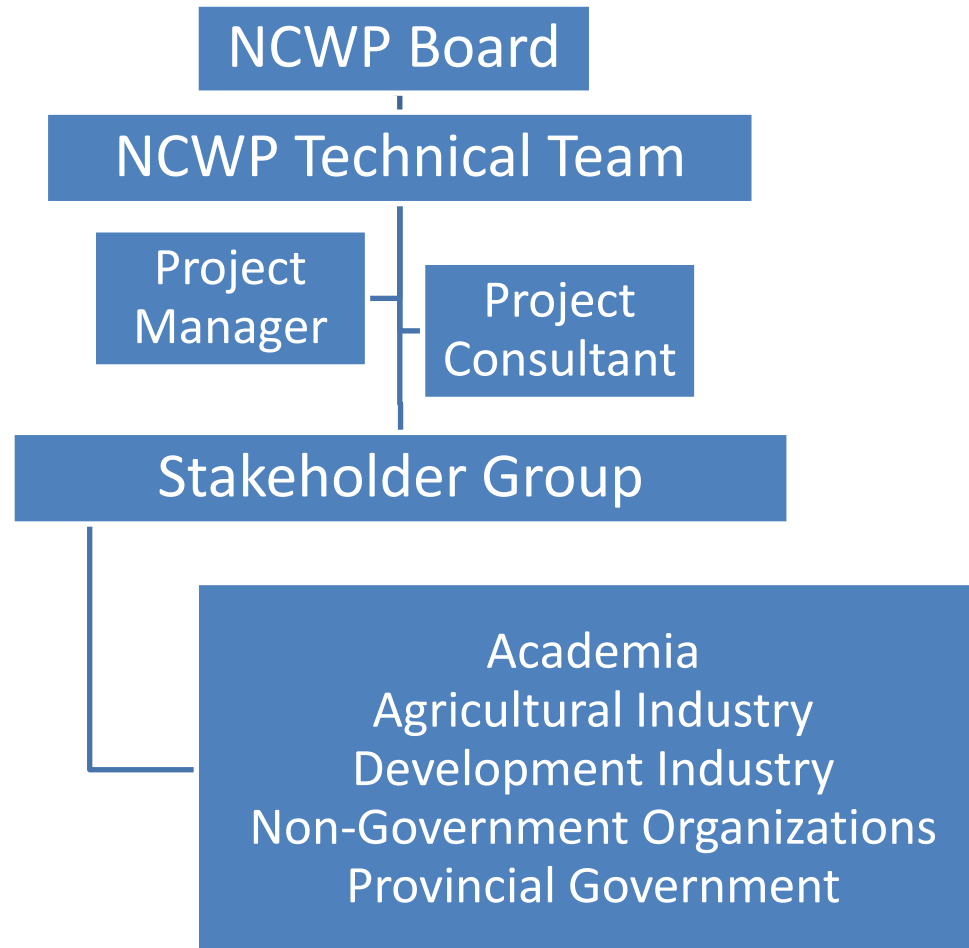 NCWP Board
NCWP Technical Team
Project
Manager
Project
Consultant
Stakeholder Group
Academia
Agricultural Industry
Development Industry
Non-Government Organizations
Provincial Government